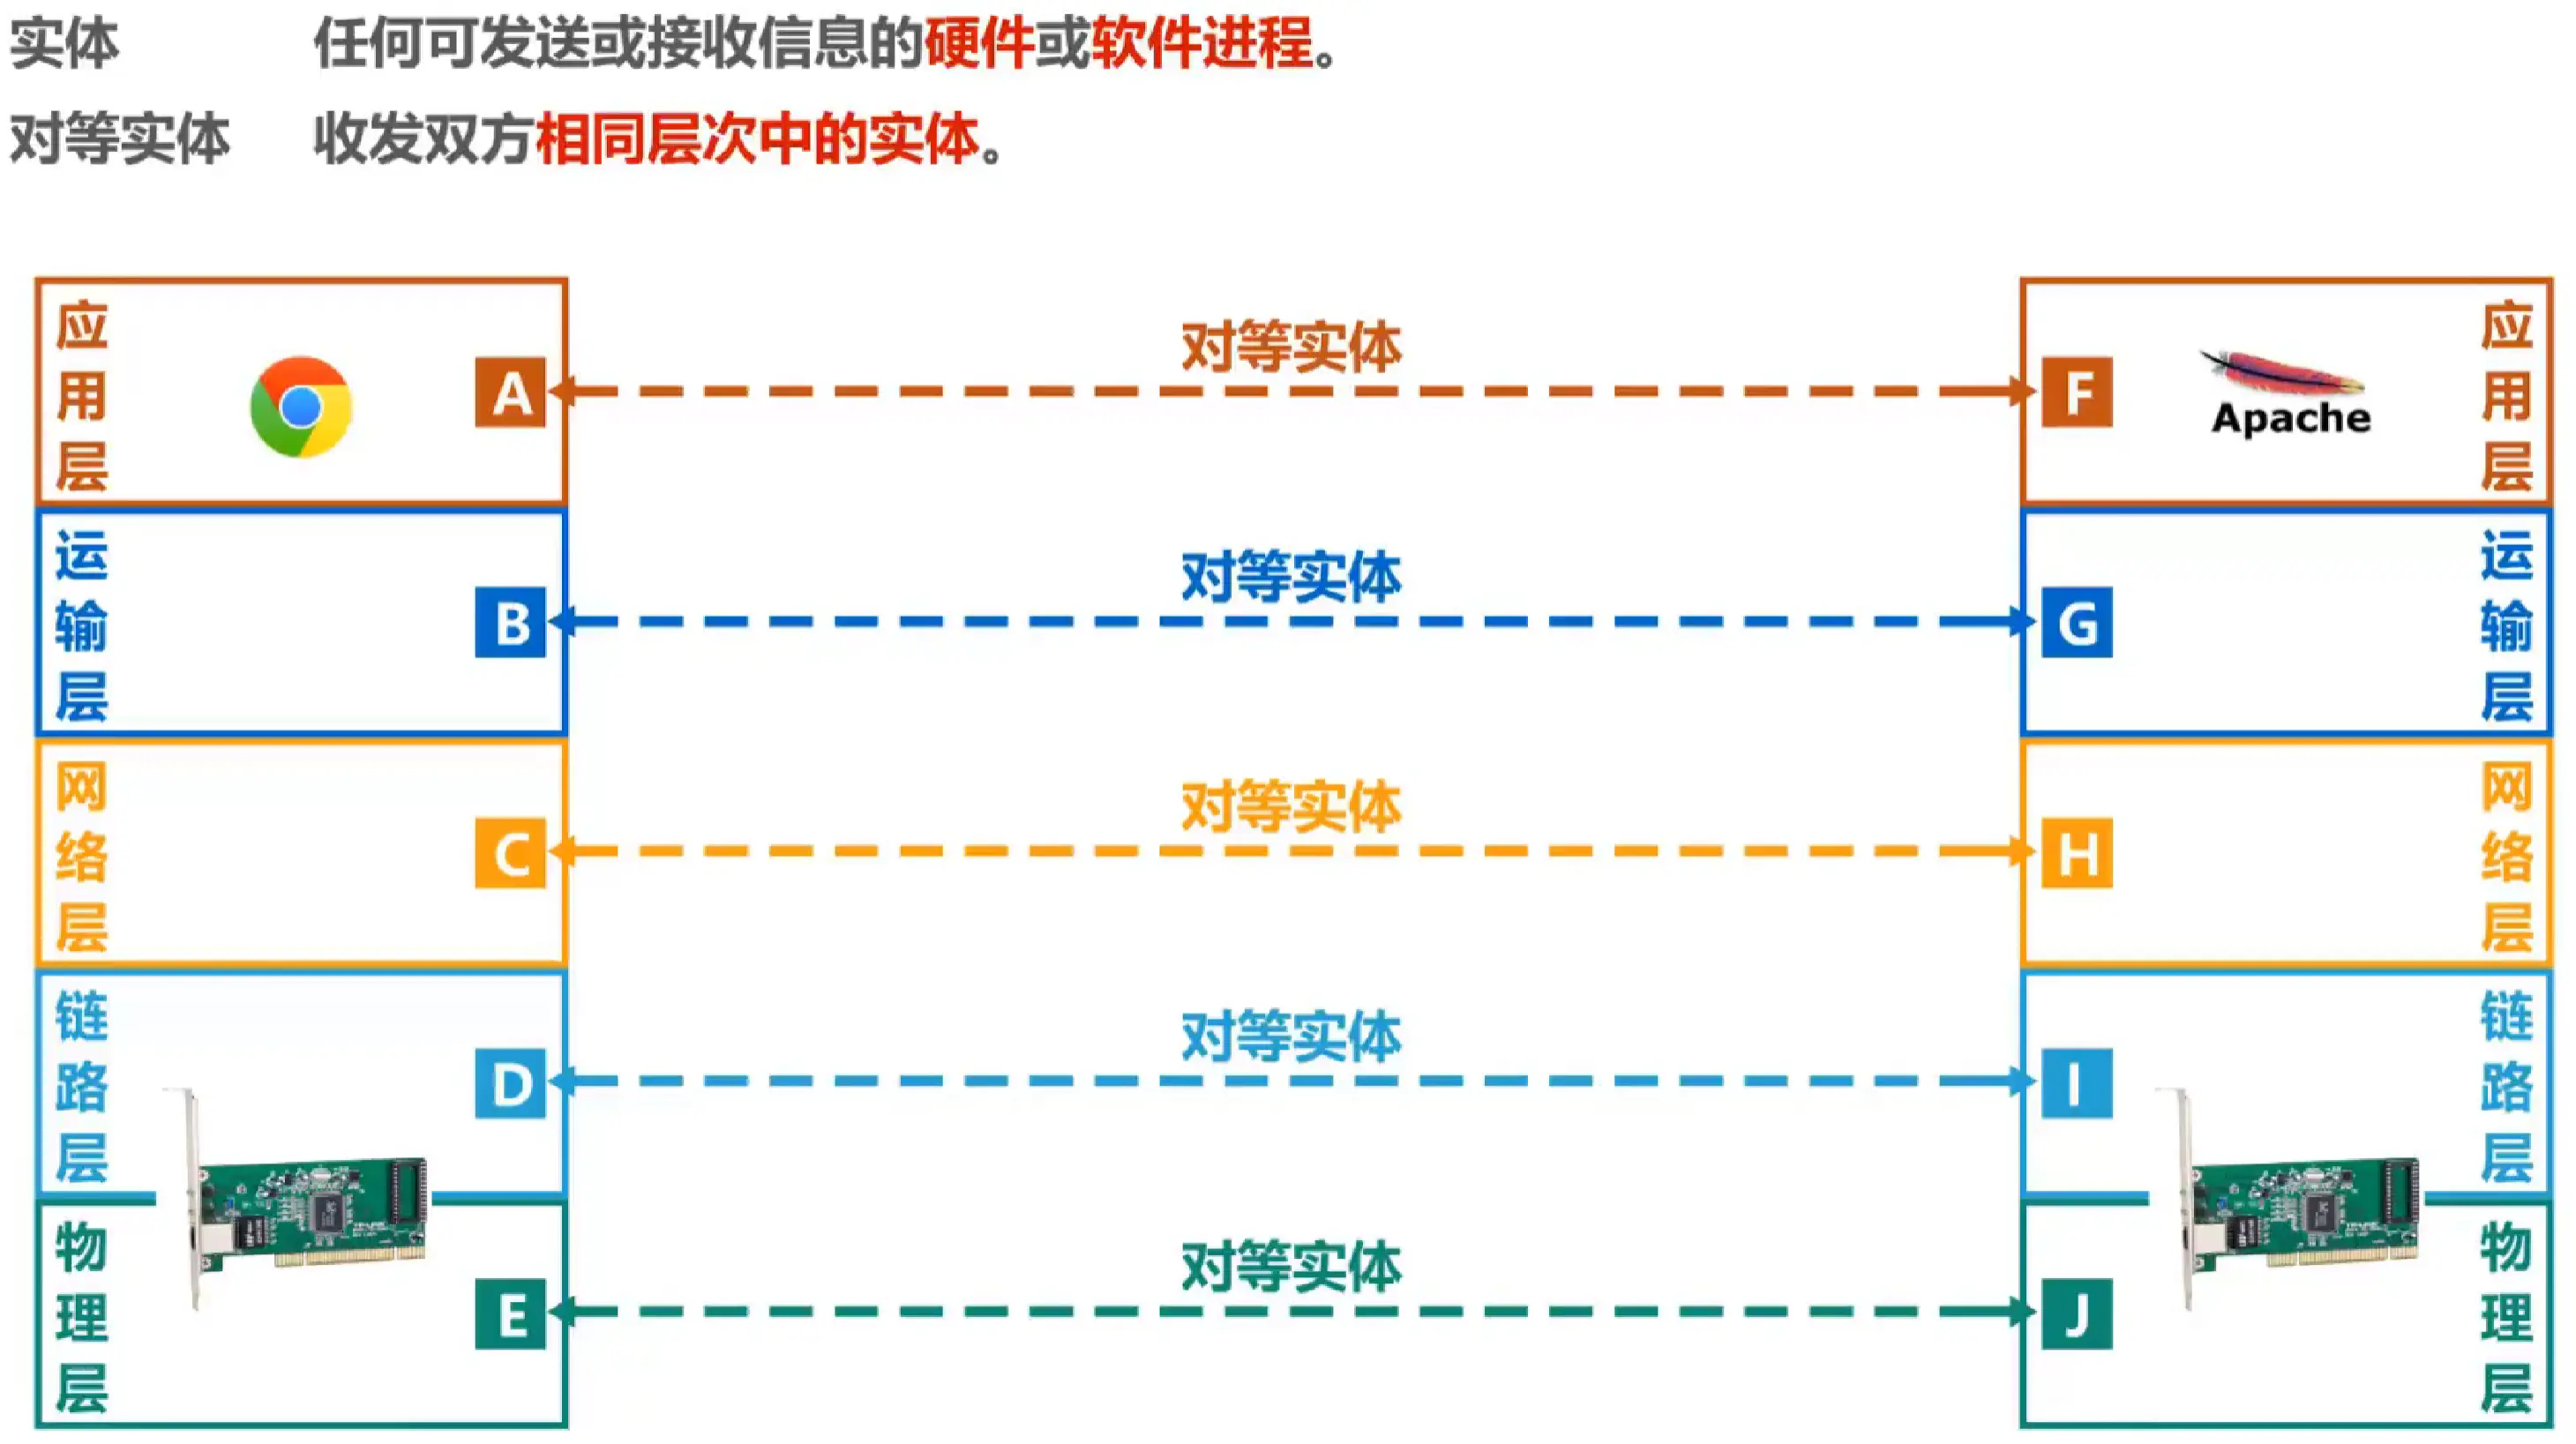 实体 任何可发送或接收信息的硬件或软件进程。
对等实体 收发双方相同层次中的实体。
应用层 A 对等实体 F Apache 应用层
运输层 B 对等实体 G 运输层
网络层 C 对等实体 H 网络层
链路层 D 对等实体 I 链路层
物理层 E 对等实体 J 物理层